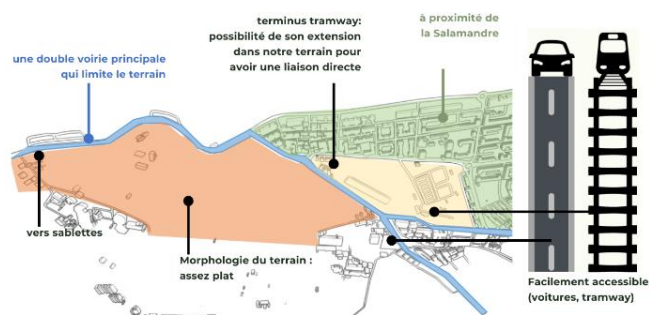 une double voirie principale
qui limite le terrain
terminus tramway:
possibilité de son extension
dans notre terrain pour
avoir une liaison directe
à proximité de
la Salamandre
vers sablettes
Morphologie du terrain :
assez plat
Facilement accessible
(voitures, tramway)